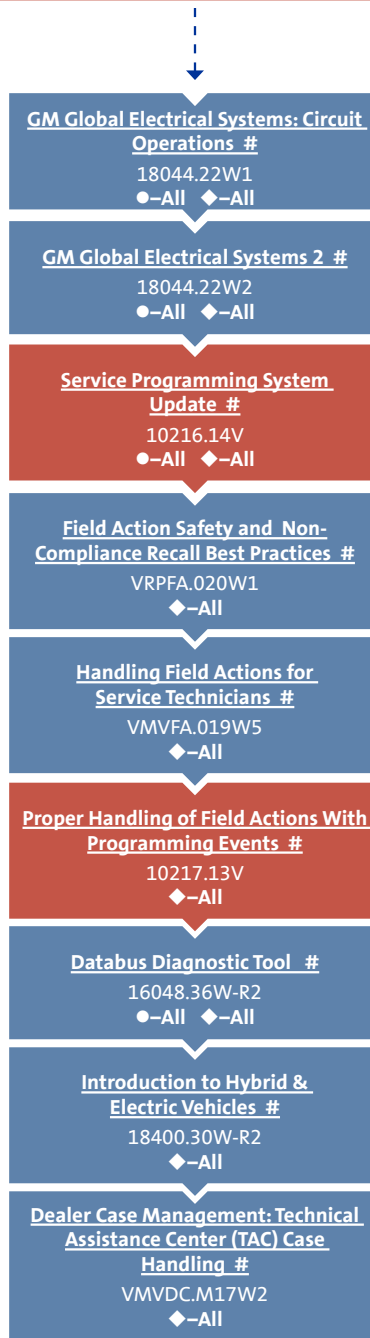 GM Global Electrical Systems: Circuit
Operations #
18044.22W1
●–All ◆–All
GM Global Electrical Systems 2 #
18044.22W2
●–All ◆–All
Service Programming System
Update #
10216.14V
●–All ◆–All
Field Action Safety and Non-
Compliance Recall Best Practices #
VRPFA.020W1
◆–All
Handling Field Actions for
Service Technicians #
VMVFA.019W5
◆–All
Proper Handling of Field Actions With
Programming Events #
10217.13V
◆–All
Databus Diagnostic Tool #
16048.36W-R2
●–All ◆–All
Introduction to Hybrid &
Electric Vehicles #
18400.30W-R2
◆–All
Dealer Case Management: Technical
Assistance Center (TAC) Case
Handling #
VMVDC.M17W2
◆–All